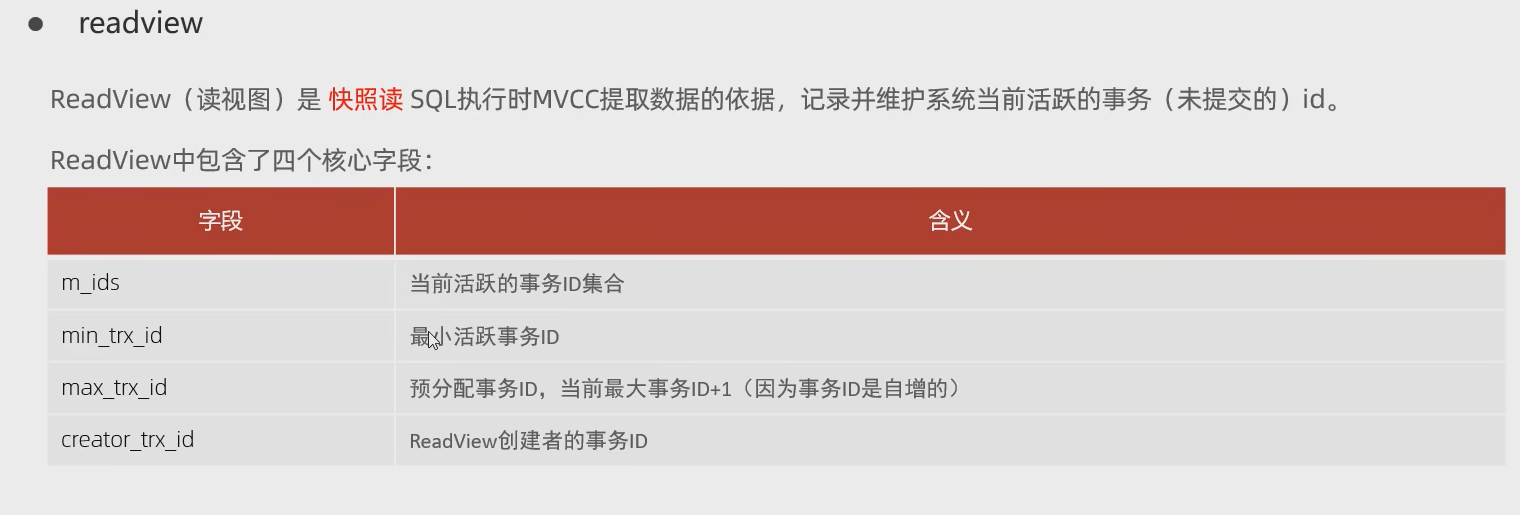 ● readview
ReadView（读视图）是 快照读 SQL执行时MVCC提取数据的依据，记录并维护系统当前活跃的事务（未提交的）id。
ReadView中包含了四个核心字段：
字段 含义
m_ids 当前活跃的事务ID集合
min_trx_id 最小活跃事务ID
max_trx_id 预分配事务ID，当前最大事务ID+1（因为事务ID是自增的）
creator_trx_id ReadView创建者的事务ID